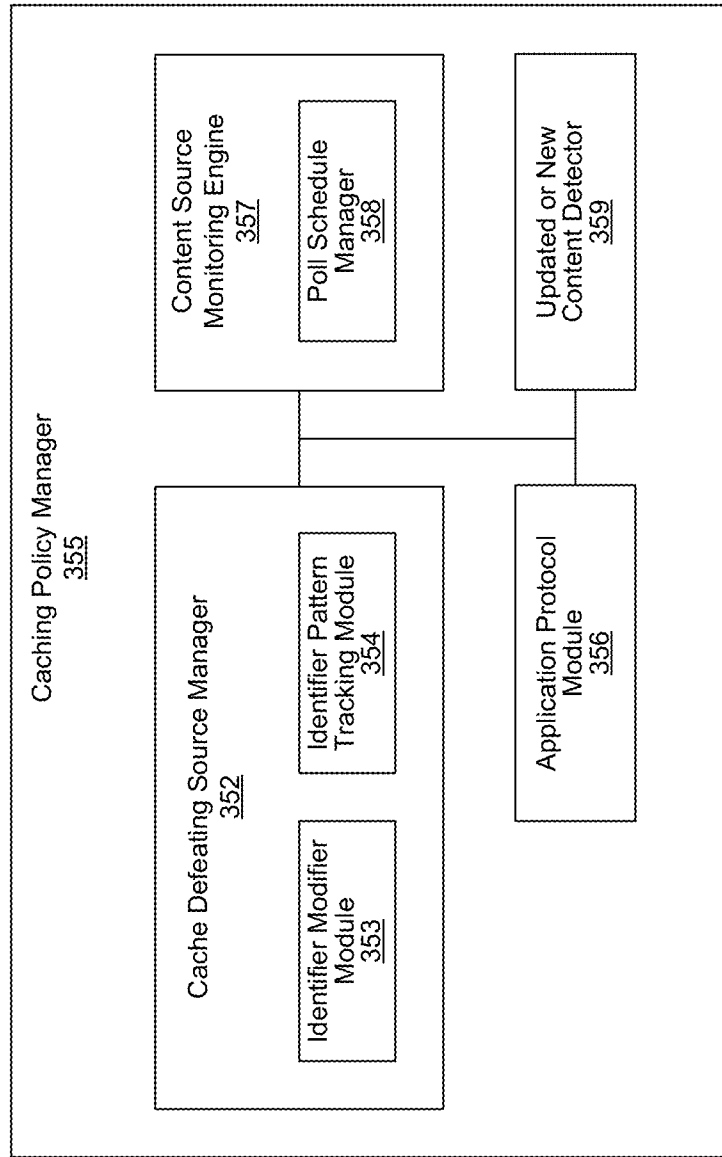 Caching Policy Manager
355
Cache Defeating Source Manager
352
Identifier Modifier
Module
353
Identifier Pattern
Tracking Module
354
Content Source
Monitoring Engine
357
Poll Schedule
Manager
358
Application Protocol
Module
356
Updated or New
Content Detector
359